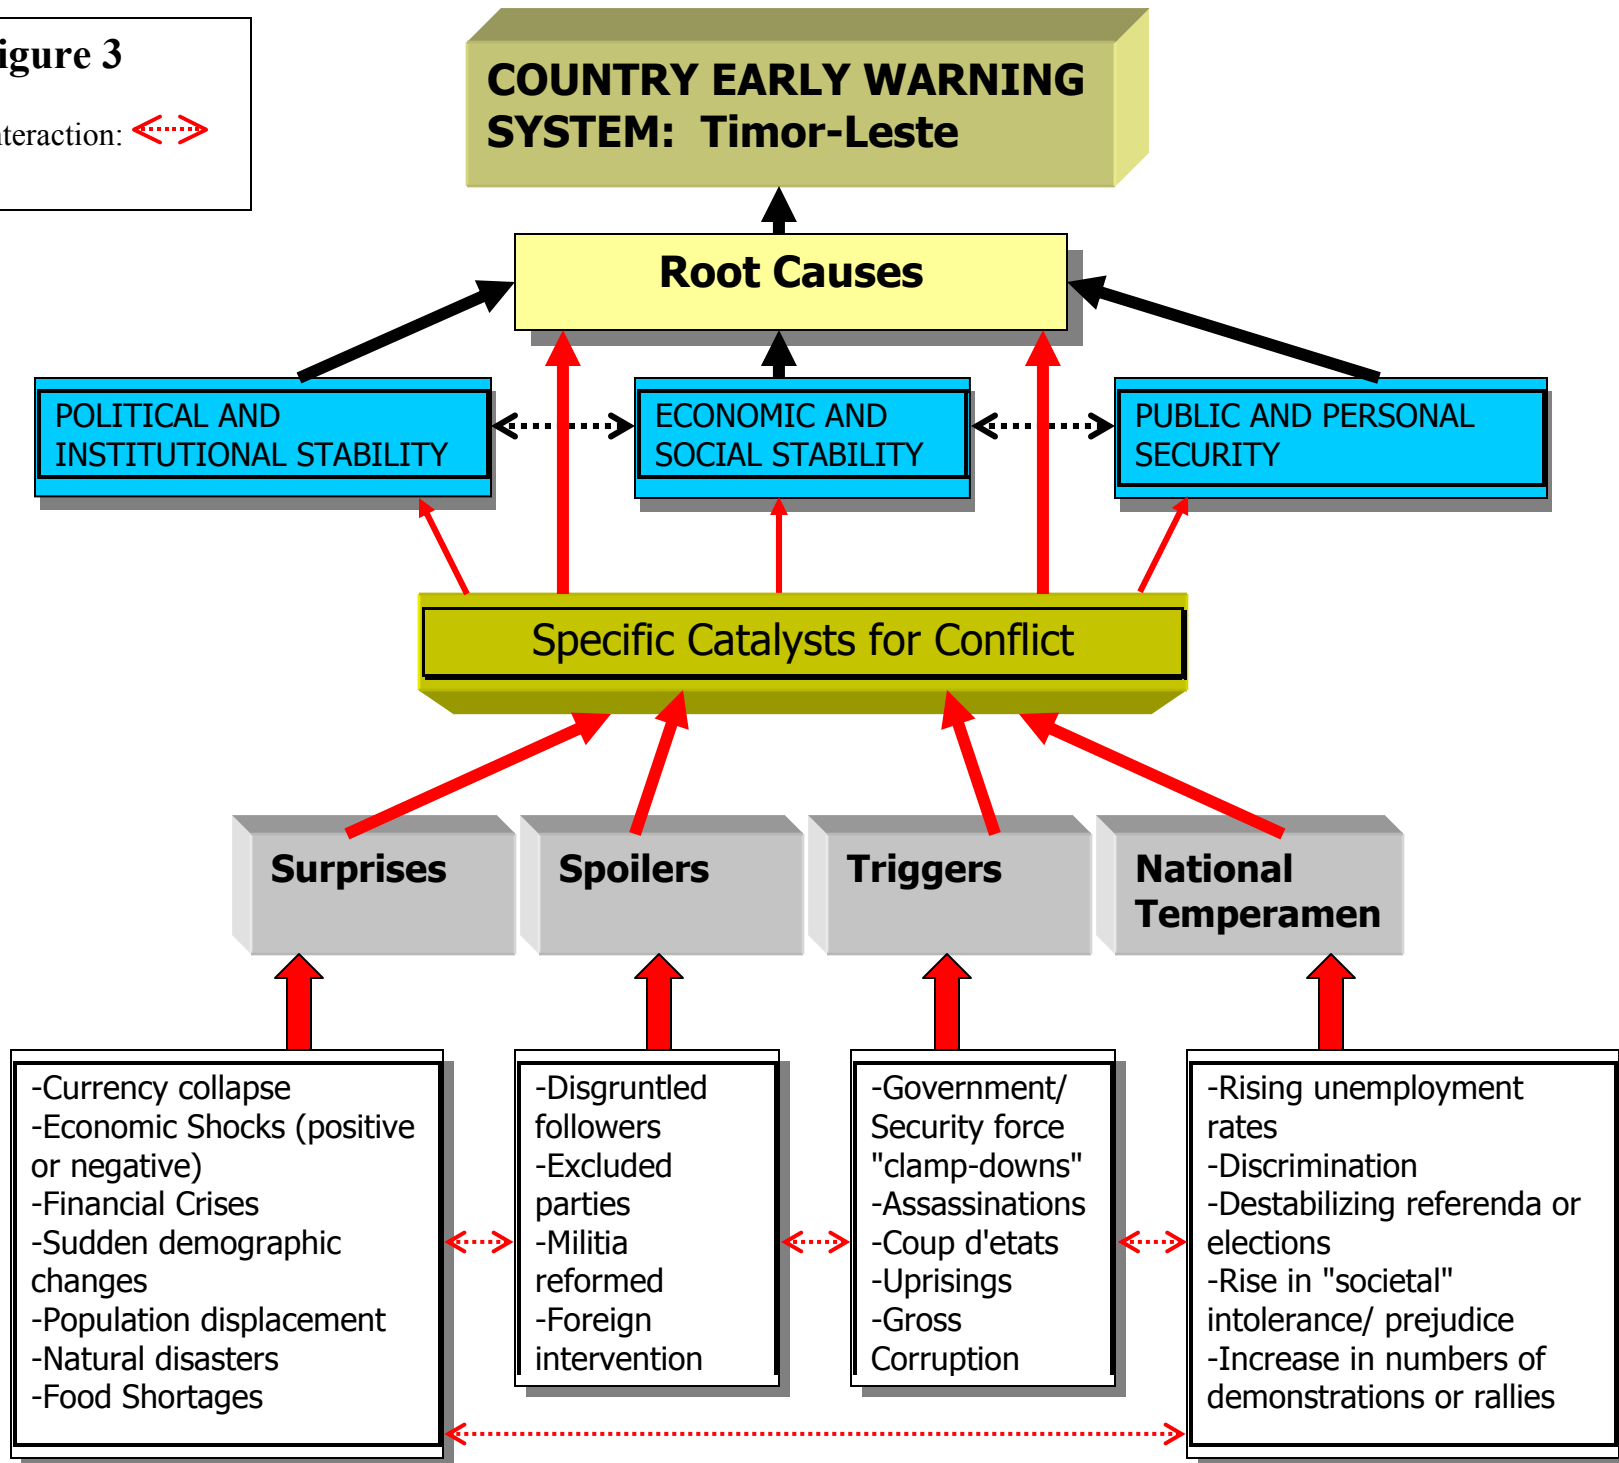 igure 3
nteraction:
COUNTRY EARLY WARNING
SYSTEM: Timor-Leste
Root Causes
POLITICAL AND
INSTITUTIONAL STABILITY
ECONOMIC AND
SOCIAL STABILITY
PUBLIC AND PERSONAL
SECURITY
Specific Catalysts for Conflict
Surprises
Spoilers
Triggers
National
Temperamen
-Currency collapse
-Economic Shocks (positive
or negative)
-Financial Crises
-Sudden demographic
changes
-Population displacement
-Natural disasters
-Food Shortages
-Disgruntled
followers
-Excluded
parties
-Militia
reformed
-Foreign
intervention
-Government/
Security force
"clamp-downs"
-Assassinations
-Coup d'etats
-Uprisings
-Gross
Corruption
-Rising unemployment
rates
-Discrimination
-Destabilizing referenda or
elections
-Rise in "societal"
intolerance/ prejudice
-Increase in numbers of
demonstrations or rallies